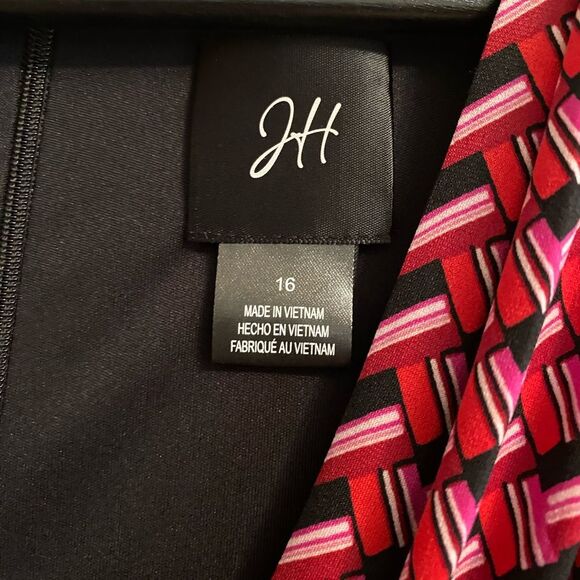 JH
16
MADE IN VIETNAM
HECHO EN VIETNAM
FABRIQUÉ AU VIETNAM